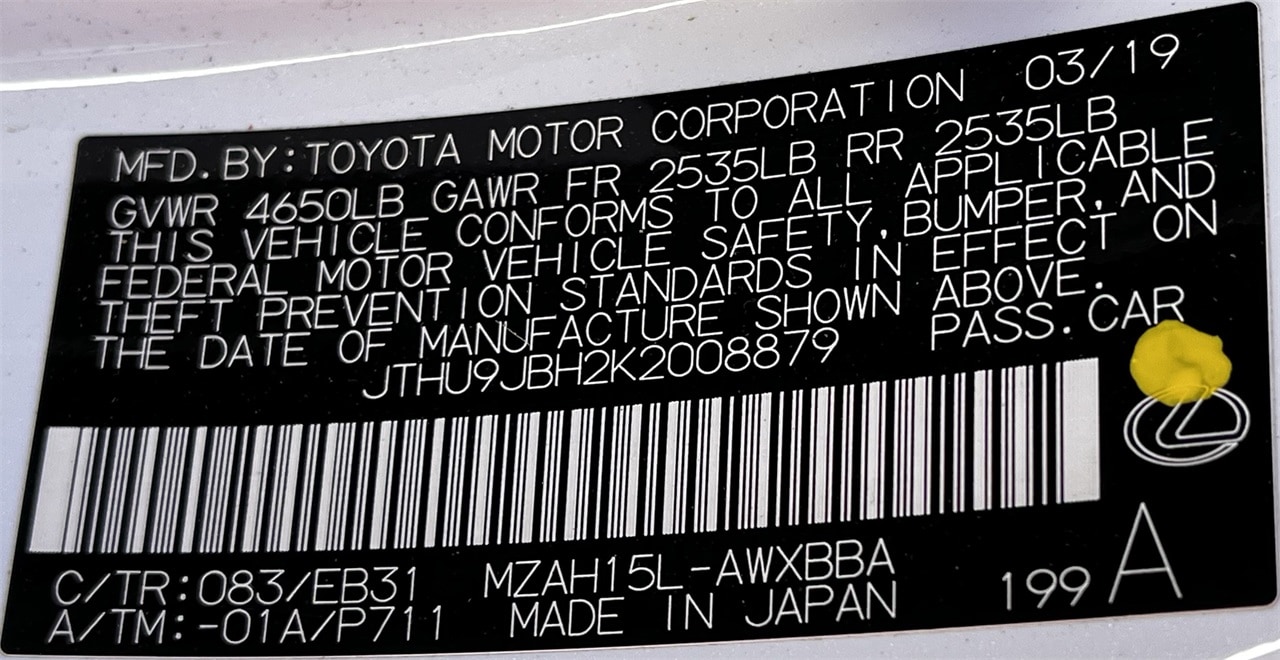 MFD.BY:TOYOTA MOTOR CORPORATION 03/19
GVWR 4650LB GAWR FR 2535LB RR 2535LB
THIS VEHICLE CONFORMS TO ALL APPLICABLE
FEDERAL MOTOR VEHICLE SAFETY,BUMPER,AND
THEFT PREVENTION STANDARDS IN EFFECT ON
THE DATE OF MANUFACTURE SHOWN ABOVE.
JTHU9JBH2K2008879 PASS.CAR
C/TR:083/EB31 MZAH15L-AWXBBA
A/TM:-01A/P711 MADE IN JAPAN 199 A